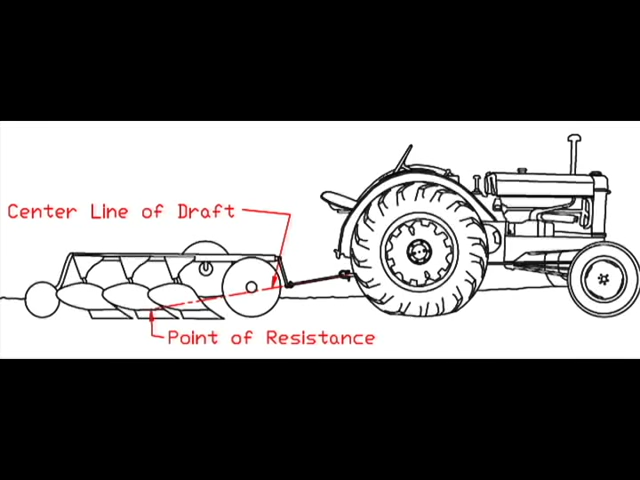 Center Line of Draft
Point of Resistance